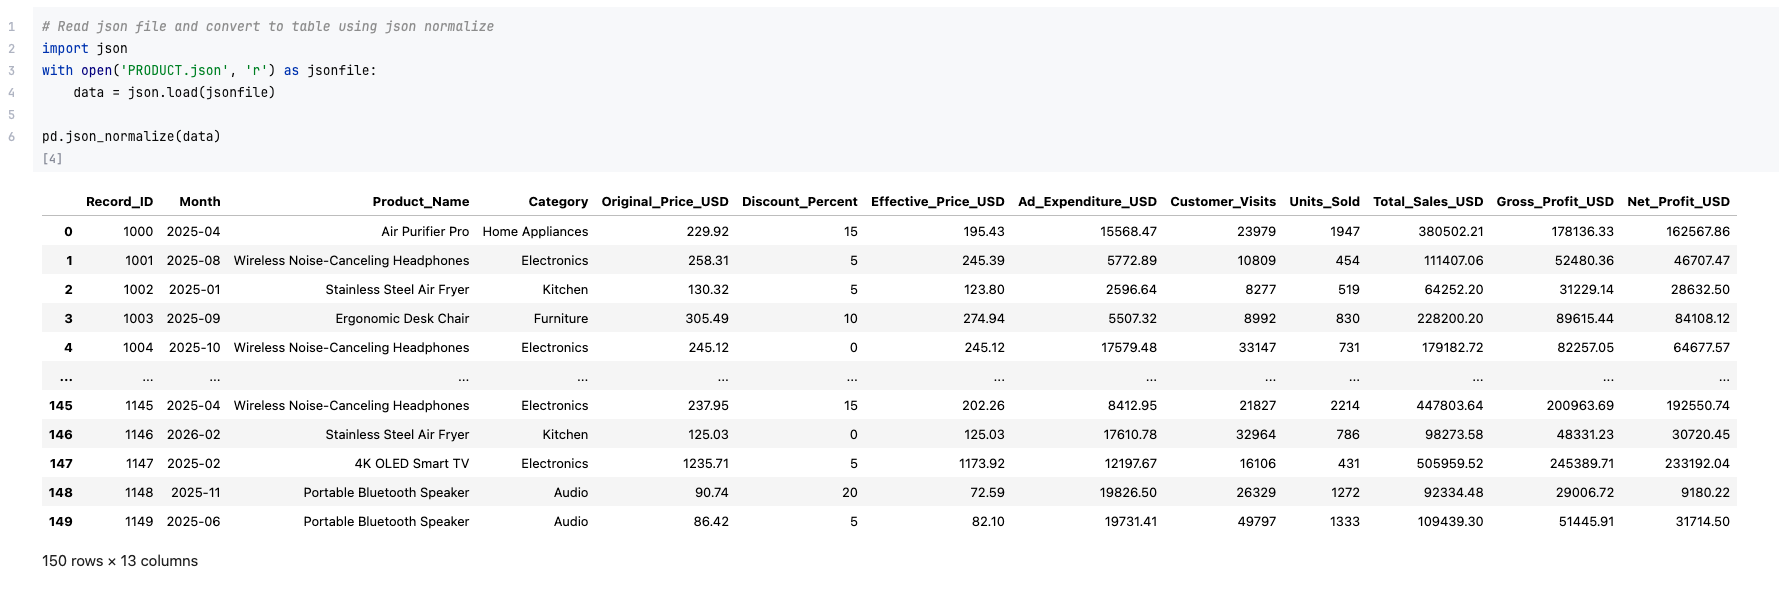 1 # Read json file and convert to table using json normalize
2 import json
3 with open('PRODUCT.json', 'r') as jsonfile:
4     data = json.load(jsonfile)
5
6 pd.json_normalize(data)
[4]
Record_ID Month Product_Name Category Original_Price_USD Discount_Percent Effective_Price_USD Ad_Expenditure_USD Customer_Visits Units_Sold Total_Sales_USD Gross_Profit_USD Net_Profit_USD
0 1000 2025-04 Air Purifier Pro Home Appliances 229.92 15 195.43 15568.47 23979 1947 380502.21 178136.33 162567.86
1 1001 2025-08 Wireless Noise-Canceling Headphones Electronics 258.31 5 245.39 5772.89 10809 454 111407.06 52480.36 46707.47
2 1002 2025-01 Stainless Steel Air Fryer Kitchen 130.32 5 123.80 2596.64 8277 519 64252.20 31229.14 28632.50
3 1003 2025-09 Ergonomic Desk Chair Furniture 305.49 10 274.94 5507.32 8992 830 228200.20 89615.44 84108.12
4 1004 2025-10 Wireless Noise-Canceling Headphones Electronics 245.12 0 245.12 17579.48 33147 731 179182.72 82257.05 64677.57
... ... ... ... ... ... ... ... ... ... ... ... ... ...
145 1145 2025-04 Wireless Noise-Canceling Headphones Electronics 237.95 15 202.26 8412.95 21827 2214 447803.64 200963.69 192550.74
146 1146 2026-02 Stainless Steel Air Fryer Kitchen 125.03 0 125.03 17610.78 32964 786 98273.58 48331.23 30720.45
147 1147 2025-02 4K OLED Smart TV Electronics 1235.71 5 1173.92 12197.67 16106 431 505959.52 245389.71 233192.04
148 1148 2025-11 Portable Bluetooth Speaker Audio 90.74 20 72.59 19826.50 26329 1272 92334.48 29006.72 9180.22
149 1149 2025-06 Portable Bluetooth Speaker Audio 86.42 5 82.10 19731.41 49797 1333 109439.30 51445.91 31714.50
150 rows × 13 columns